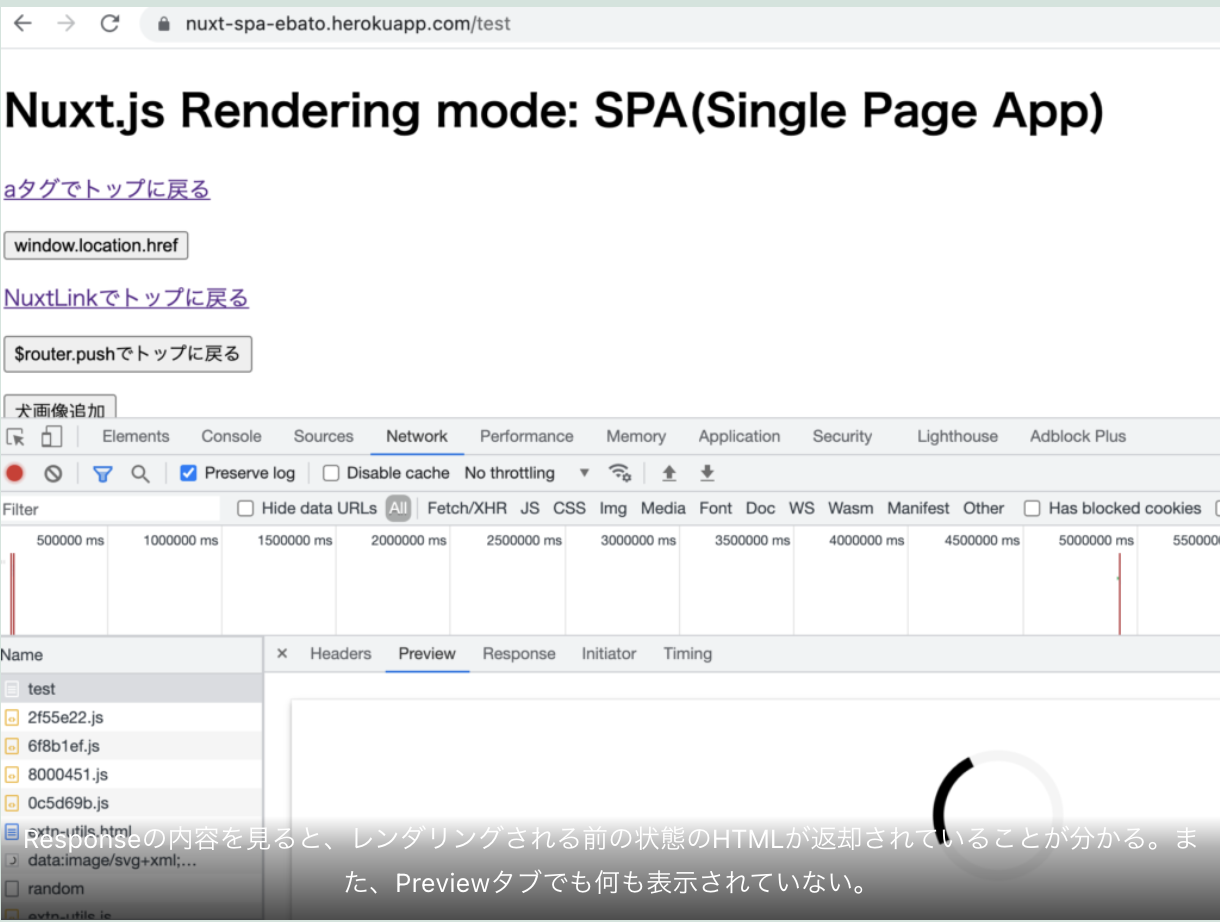 nuxt-spa-ebato.herokuapp.com/test
Nuxt.js Rendering mode: SPA(Single Page App)
aタグでトップに戻る
window.location.href
NuxtLinkでトップに戻る
$router.pushでトップに戻る
犬画像追加
Elements Console Sources Network Performance Memory Application Security Lighthouse Adblock Plus
Preserve log Disable cache No throttling
Filter Hide data URLs All Fetch/XHR JS CSS Img Media Font Doc WS Wasm Manifest Other Has blocked cookies
500000 ms 1000000 ms 1500000 ms 2000000 ms 2500000 ms 3000000 ms 3500000 ms 4000000 ms 4500000 ms 5000000 ms 550000
Name Headers Preview Response Initiator Timing
test
2f55e22.js
6f8b1ef.js
8000451.js
0c5d69b.js
extn-utils.html
Responseの内容を見ると、レンダリングされる前の状態のHTMLが返却されていることが分かる。ま
data:image/svg+xml;...
た、Previewタブでも何も表示されていない。
random
extn-utils.js